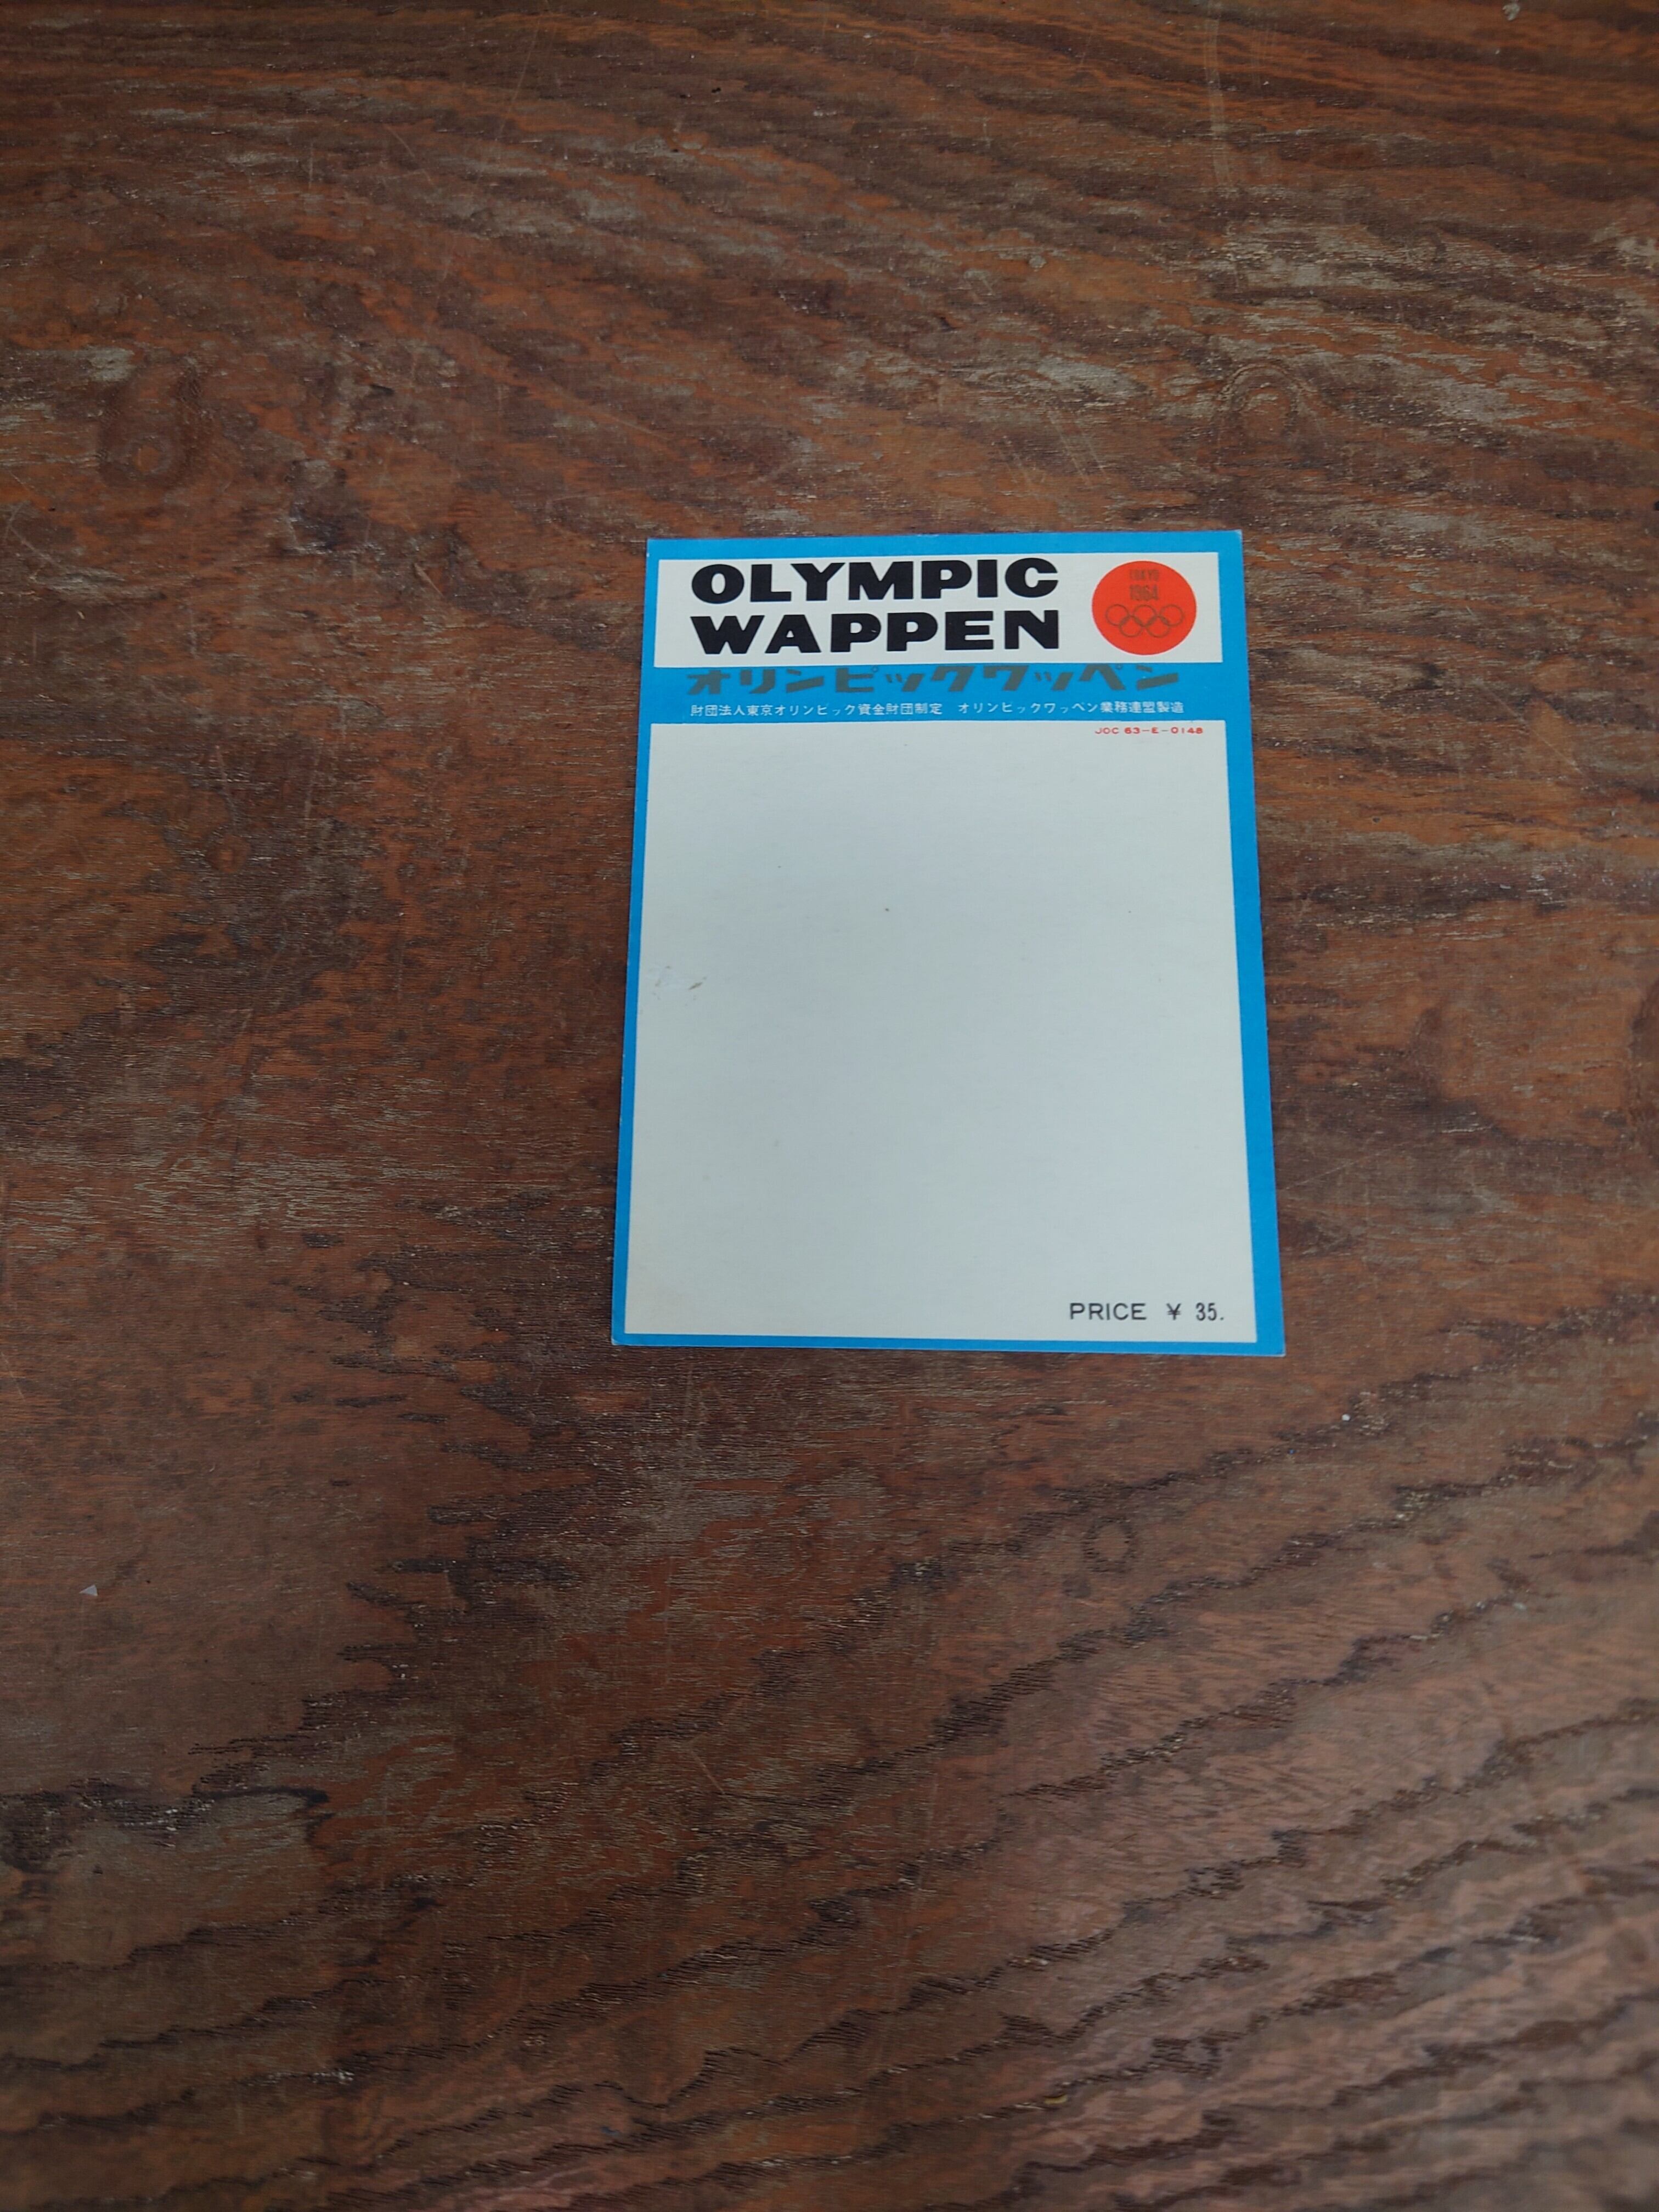 OLYMPIC
WAPPEN
TOKYO
1964
オリンピックワッペン
財団法人東京オリンピック資金財団制定　オリンピックワッペン業務連盟製造
JOC 63-E-0148
PRICE ¥ 35.